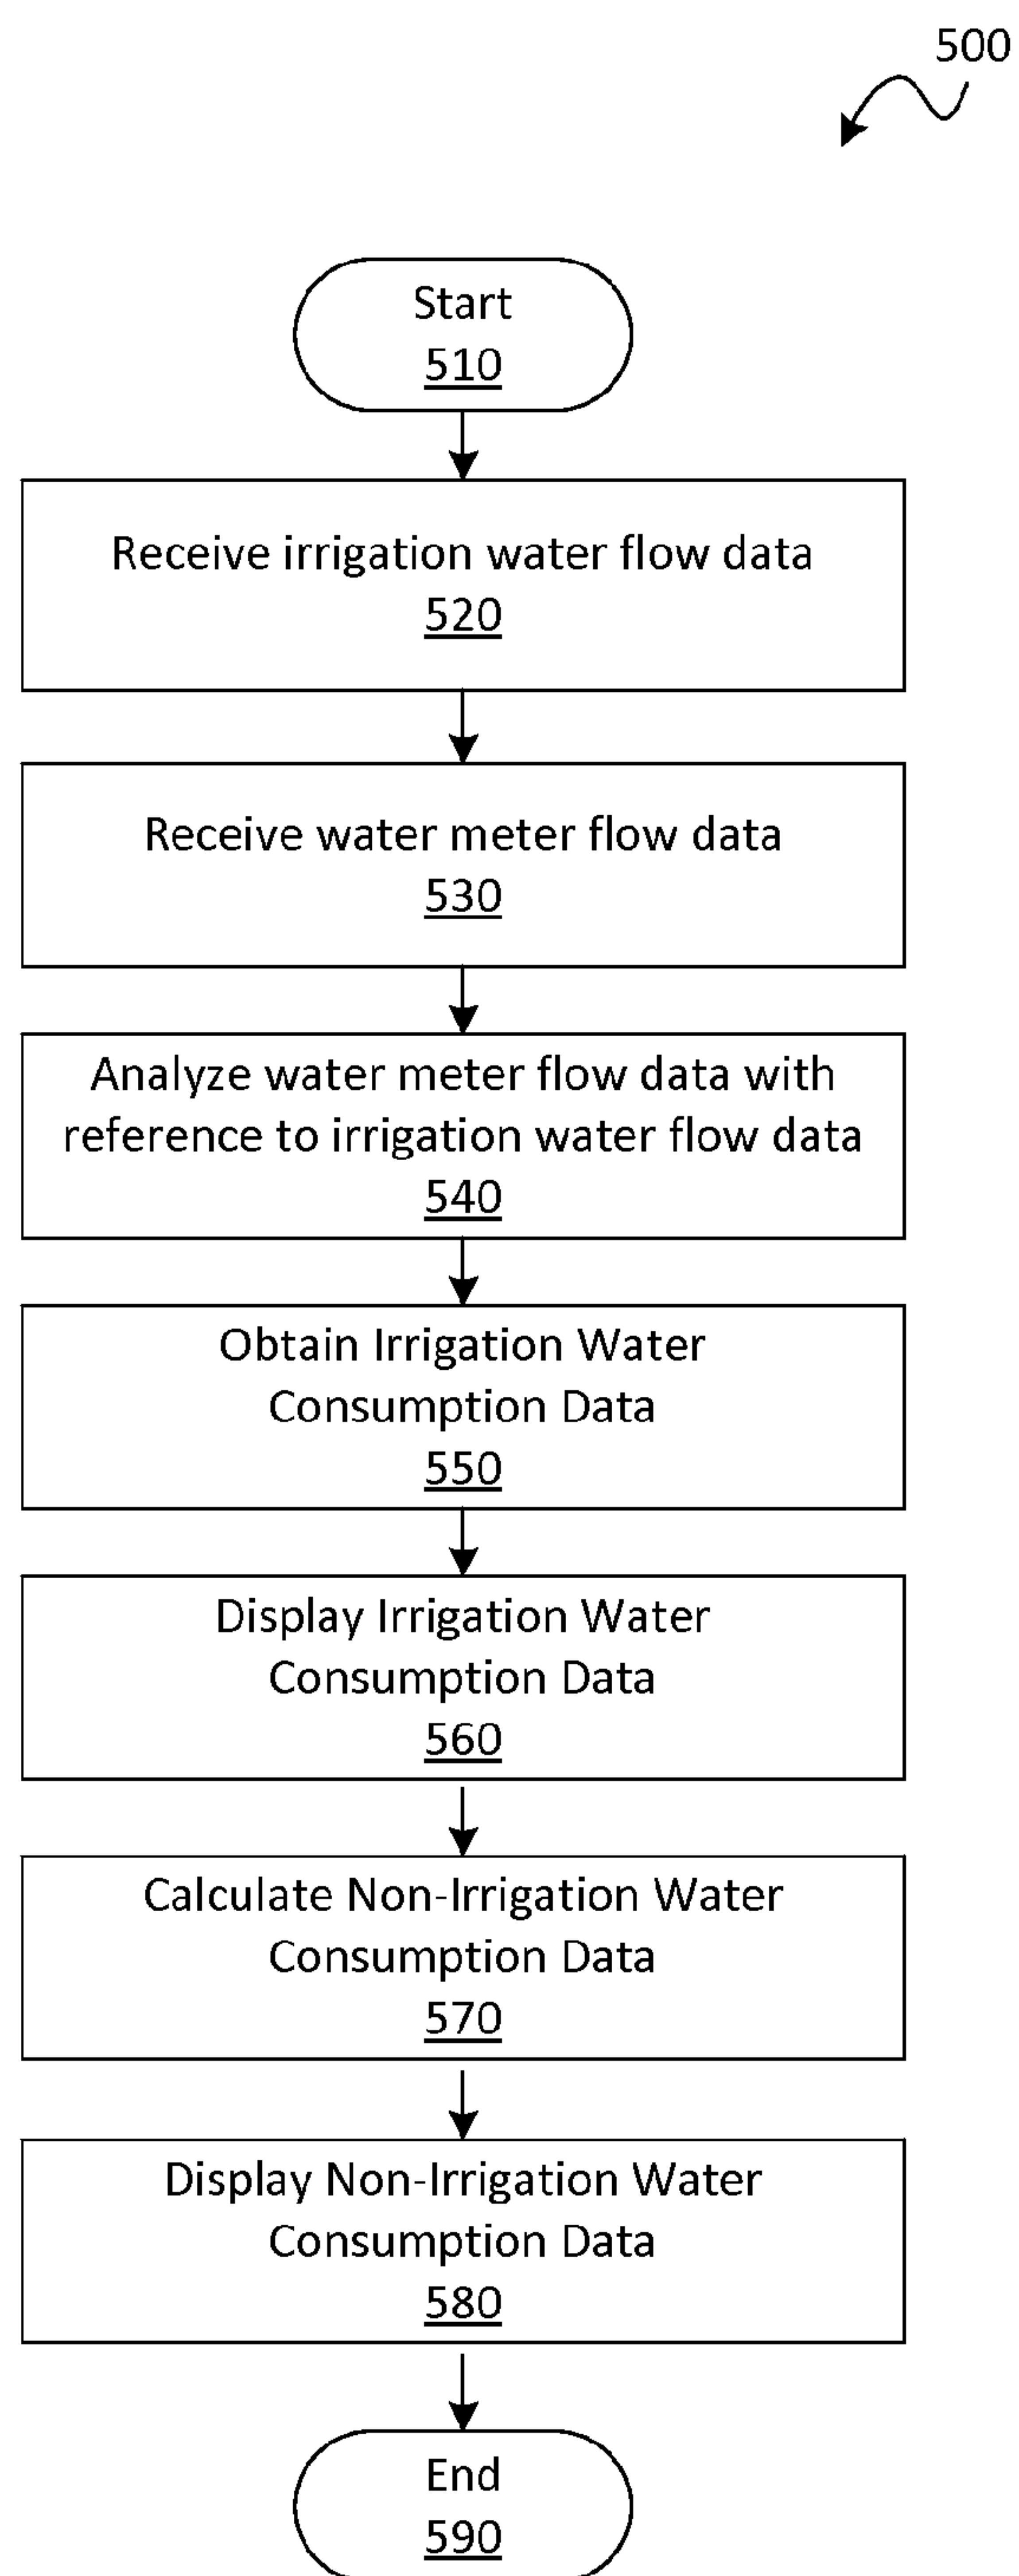 500
Start
510
Receive irrigation water flow data
520
Receive water meter flow data
530
Analyze water meter flow data with
reference to irrigation water flow data
540
Obtain Irrigation Water
Consumption Data
550
Display Irrigation Water
Consumption Data
560
Calculate Non-Irrigation Water
Consumption Data
570
Display Non-Irrigation Water
Consumption Data
580
End
590